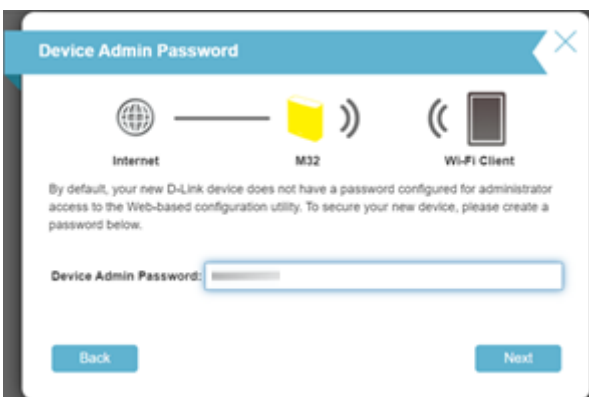 Device Admin Password
Internet
M32
Wi-Fi Client
By default, your new D-Link device does not have a password configured for administrator
access to the Web-based configuration utility. To secure your new device, please create a
password below.
Device Admin Password:
Back
Next